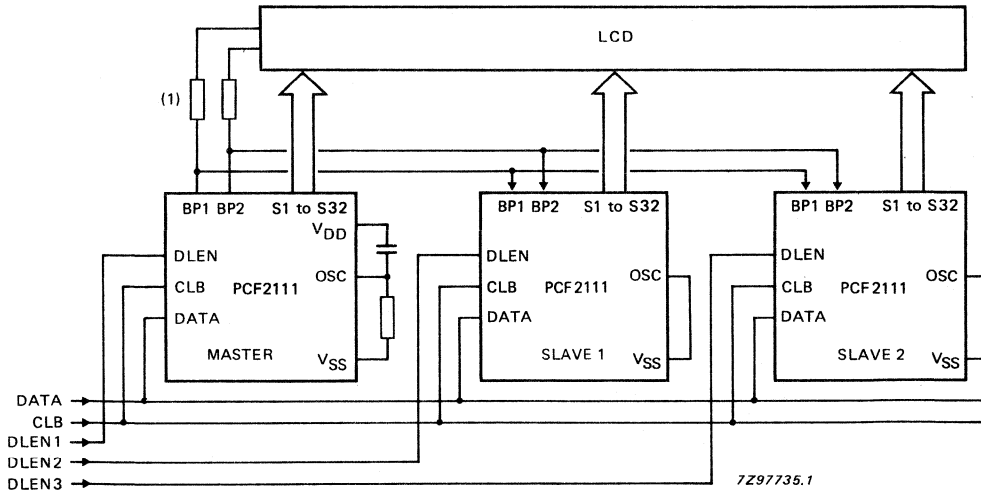 LCD
(1)
BP1 BP2 S1 to S32
VDD
DLEN
OSC
CLB
PCF2111
DATA
MASTER
VSS
BP1 BP2 S1 to S32
DLEN
OSC
CLB
PCF2111
DATA
SLAVE 1
VSS
BP1 BP2 S1 to S32
DLEN
OSC
CLB
PCF2111
DATA
SLAVE 2
VSS
DATA
CLB
DLEN1
DLEN2
DLEN3
7Z97735.1